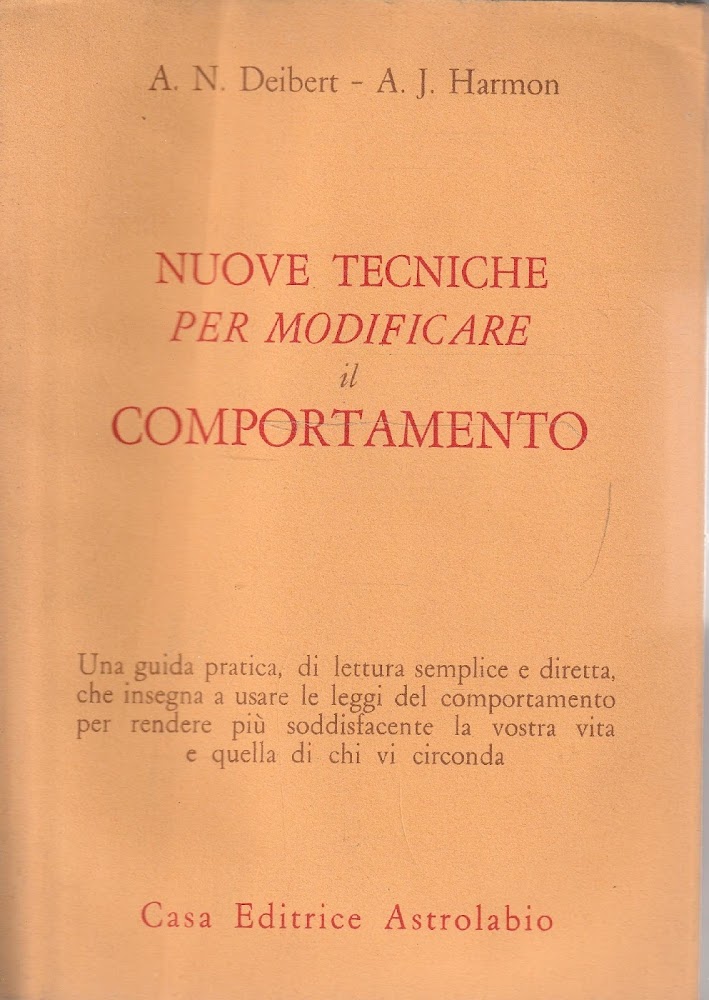 A. N. Deibert - A. J. Harmon
NUOVE TECNICHE
PER MODIFICARE
il
COMPORTAMENTO
Una guida pratica, di lettura semplice e diretta,
che insegna a usare le leggi del comportamento
per rendere più soddisfacente la vostra vita
e quella di chi vi circonda
Casa Editrice Astrolabio